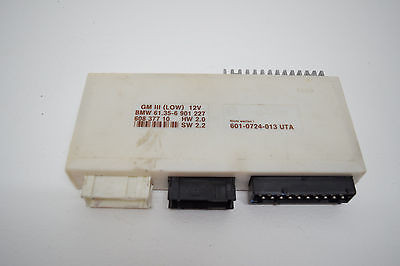 GM III (LOW) 12V
BMW 61.35-6 901 227
608 377 10 HW 2.0
SW 2.2
601-0724-013 UTA